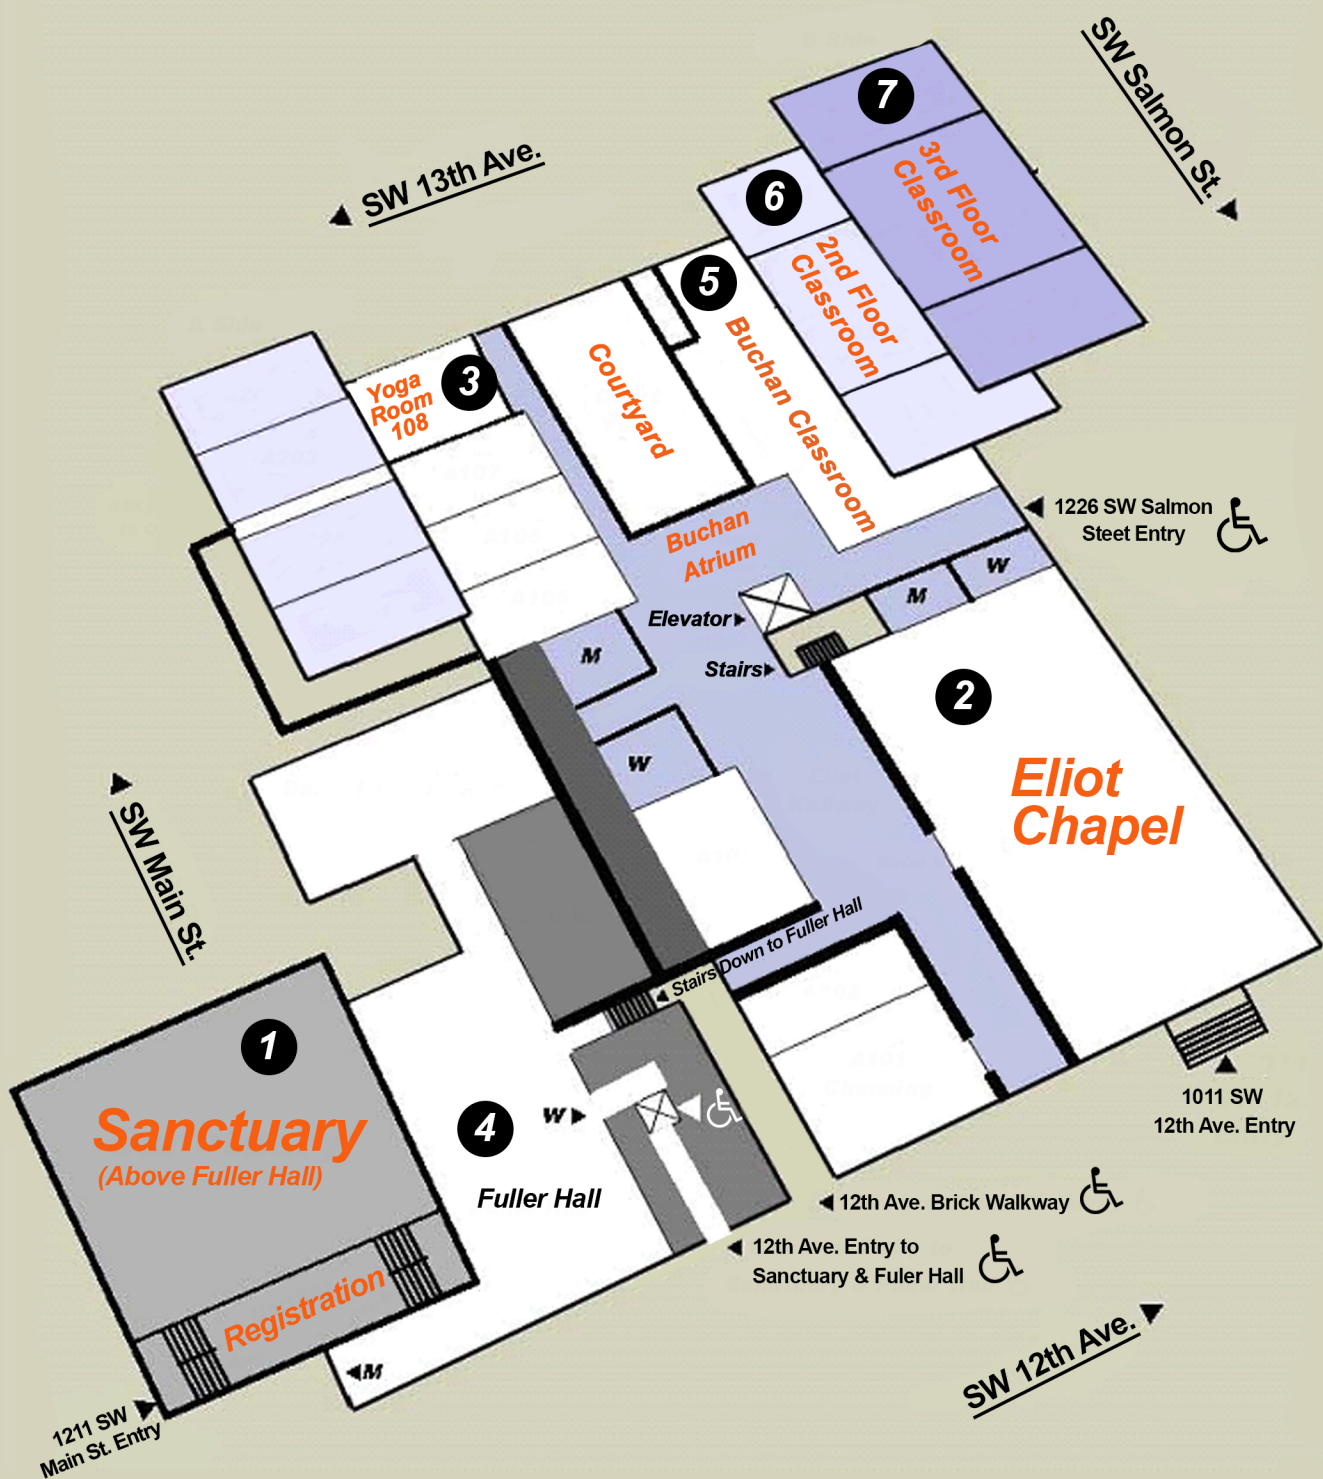 SW Salmon St.
7
3rd Floor
Classroom
SW 13th Ave.
6
2nd Floor
Classroom
5
Buchan Classroom
3
Yoga
Room
108
Courtyard
1226 SW Salmon
Steet Entry
Buchan
Atrium
W
M
Elevator
M
Stairs
2
W
Eliot
Chapel
SW Main St.
Stairs Down to Fuller Hall
1
Sanctuary
(Above Fuller Hall)
4
W
Fuller Hall
1011 SW
12th Ave. Entry
12th Ave. Brick Walkway
12th Ave. Entry to
Sanctuary & Fuler Hall
Registration
M
SW 12th Ave.
1211 SW
Main St. Entry